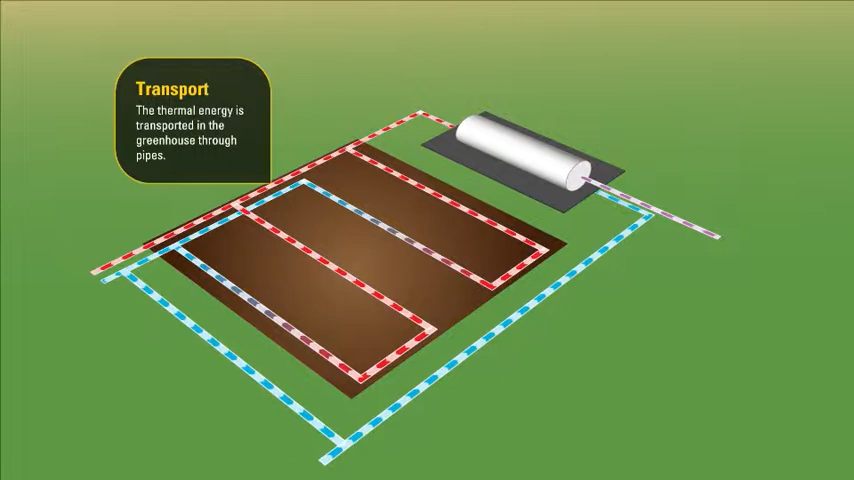 Transport
The thermal energy is
transported in the
greenhouse through
pipes.